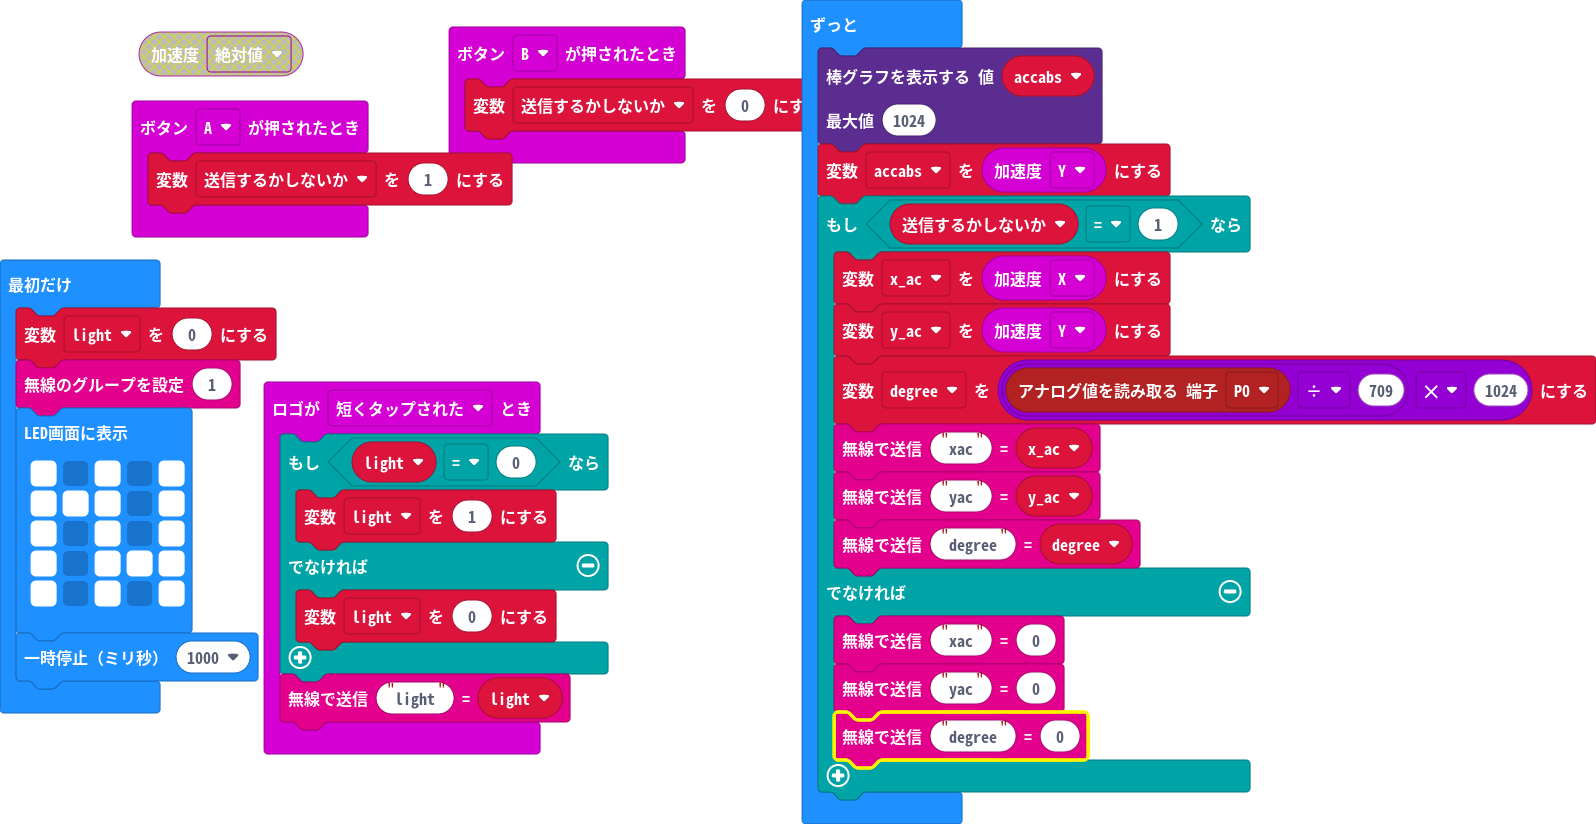 加速度 絶対値
ボタン A が押されたとき
変数 送信するかしないか を 1 にする
ボタン B が押されたとき
変数 送信するかしないか を 0 にす
最初だけ
変数 light を 0 にする
無線のグループを設定 1
LED画面に表示
一時停止（ミリ秒） 1000
ロゴが 短くタップされた とき
もし light = 0 なら
変数 light を 1 にする
でなければ
変数 light を 0 にする
無線で送信 "light" = light
ずっと
棒グラフを表示する 値 accabs
最大値 1024
変数 accabs を 加速度 Y にする
もし 送信するかしないか = 1 なら
変数 x_ac を 加速度 X にする
変数 y_ac を 加速度 Y にする
変数 degree を アナログ値を読み取る 端子 P0 ÷ 709 × 1024 にする
無線で送信 "xac" = x_ac
無線で送信 "yac" = y_ac
無線で送信 "degree" = degree
でなければ
無線で送信 "xac" = 0
無線で送信 "yac" = 0
無線で送信 "degree" = 0